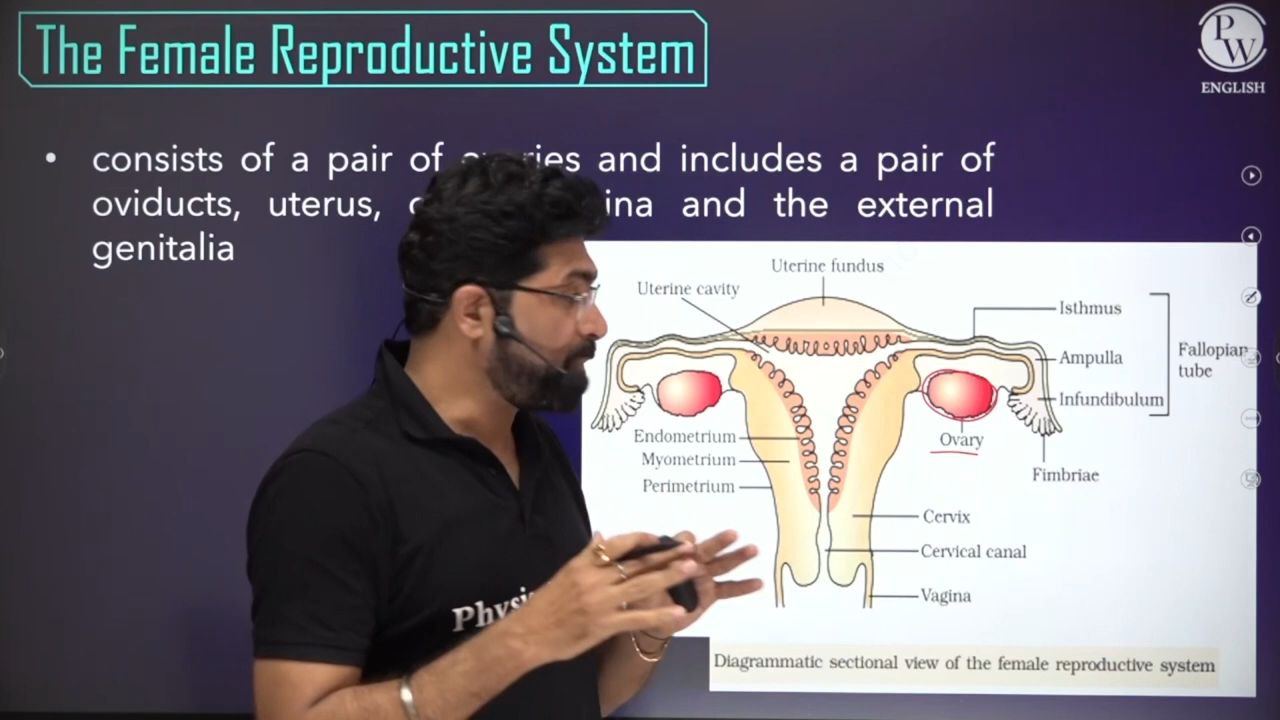 The Female Reproductive System
PW
ENGLISH
• consists of a pair of and includes a pair of
oviducts, uterus, and the external
genitalia
Uterine fundus
Uterine cavity
Isthmus
Ampulla
Fallopian
tube
Infundibulum
Endometrium
Ovary
Myometrium
Fimbriae
Perimetrium
Cervix
Cervical canal
Vagina
Diagrammatic sectional view of the female reproductive system